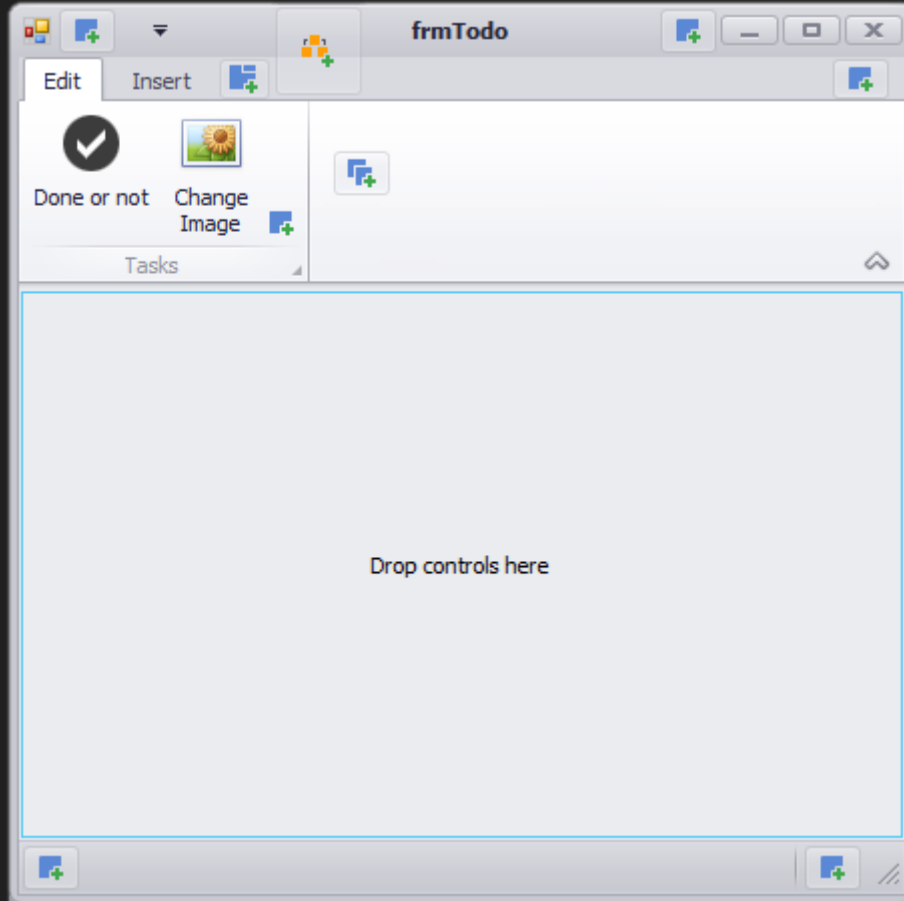 frmTodo
Edit
Insert
Done or not
Change
Image
Tasks
Drop controls here